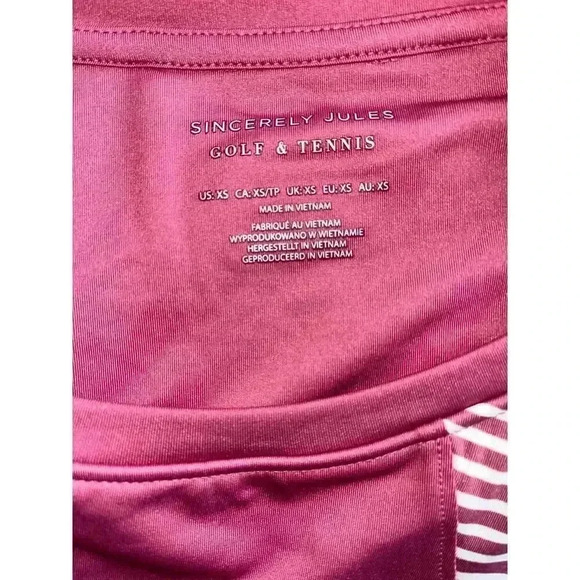 SINCERELY JULES
GOLF & TENNIS
US: XS CA: XS/TP UK: XS EU: XS AU: XS
MADE IN VIETNAM
FABRIQUÉ AU VIETNAM
WYPRODUKOWANO W WIETNAMIE
HERGESTELLT IN VIETNAM
GEPRODUCEERD IN VIETNAM